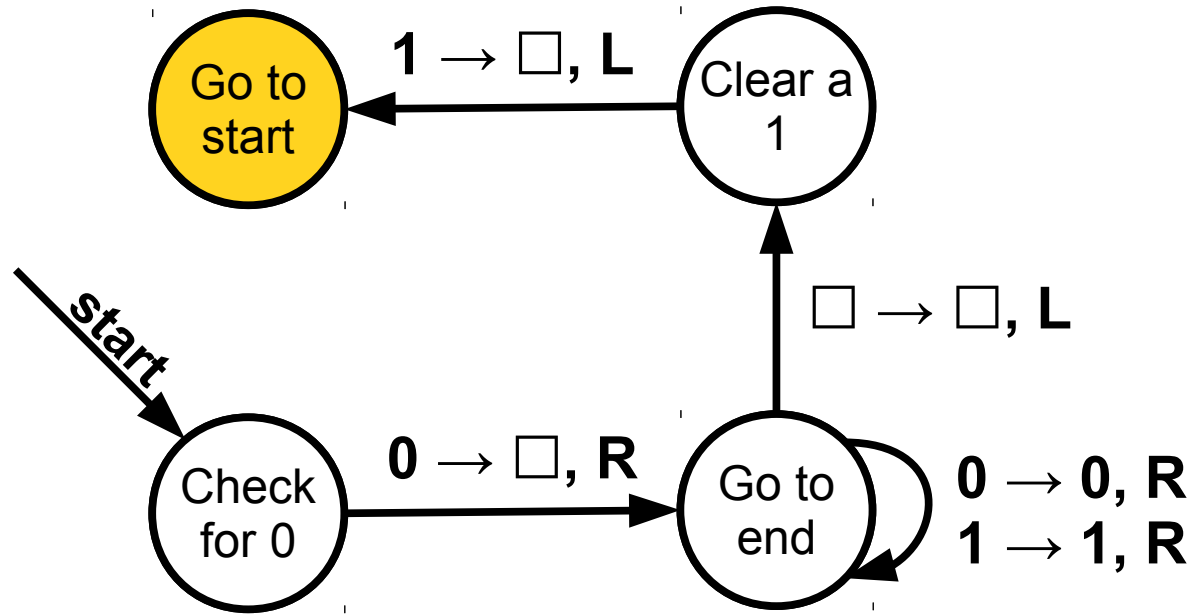 Go to
start
1 → □, L
Clear a
1
start
□ → □, L
Check
for 0
0 → □, R
Go to
end
0 → 0, R
1 → 1, R